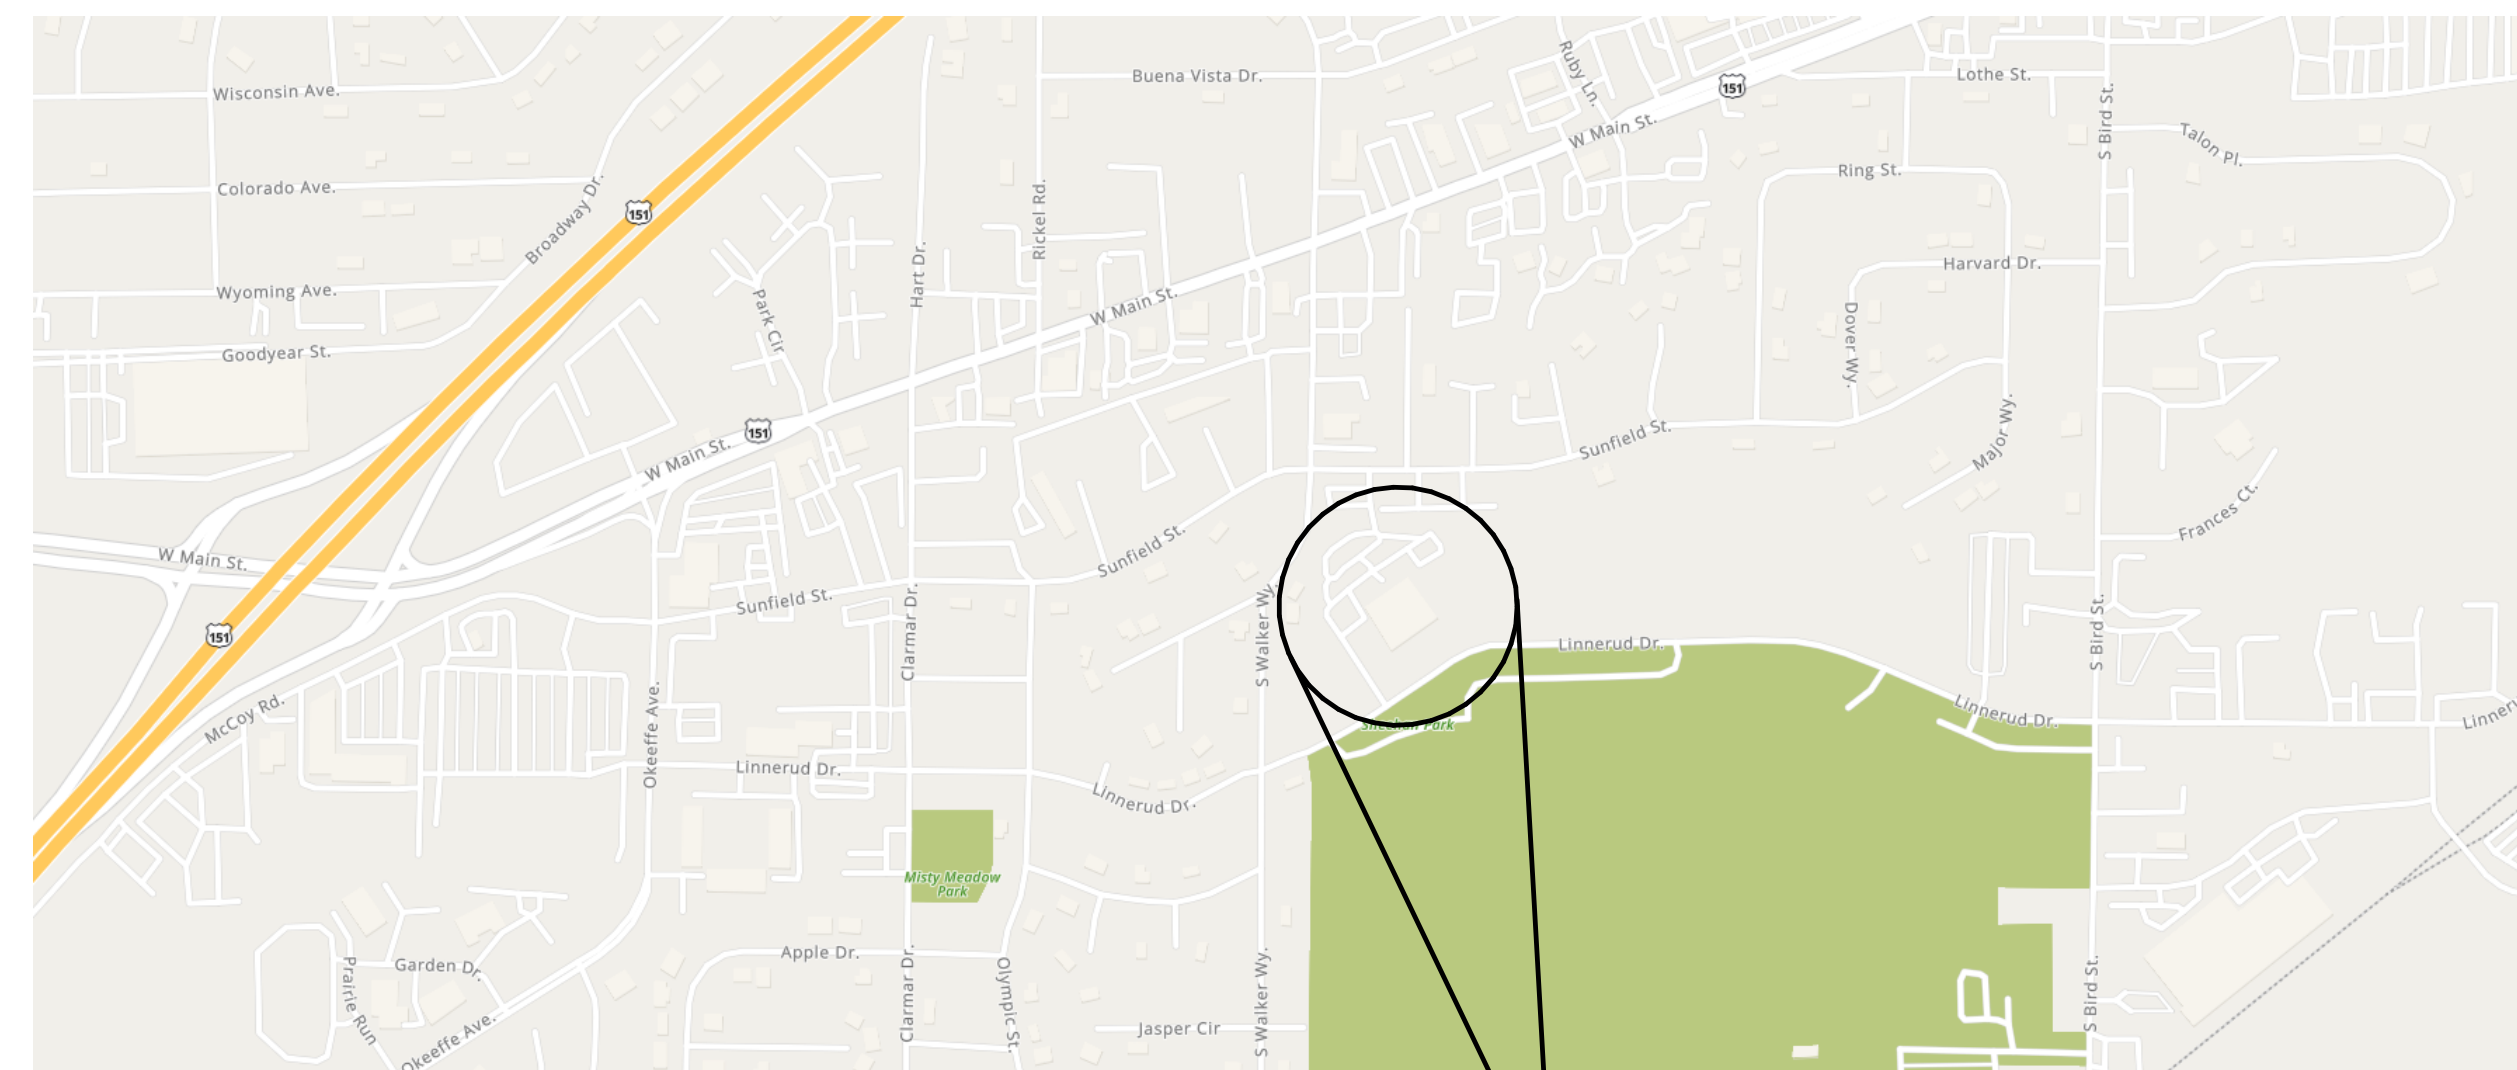 Ruby Ln.
Buena Vista Dr.
Lothe St.
151
Wisconsin Ave.
S Bird St.
W Main St.
Talon Pl.
Ring St.
Colorado Ave.
Broadway Dr.
151
Rickel Rd.
Hart Dr.
Harvard Dr.
Wyoming Ave.
Park Cir
W Main St.
Dover Wy.
Goodyear St.
151
W Main St.
Sunfield St.
Major Wy.
Frances Ct.
W Main St.
Sunfield St.
Sunfield St.
Clarmar Dr.
S Walker Wy.
S Bird St.
151
Linnerud Dr.
McCoy Rd.
Okeeffe Ave.
Linnerud Dr.
Sheehan Park
Linnerud Dr.
Linnerud Dr.
Misty Meadow
Park
Apple Dr.
Garden Dr.
Prairie Run
Clarmar Dr.
Olympic St.
S Walker Wy.
S Bird St.
Okeeffe Ave.
Jasper Cir